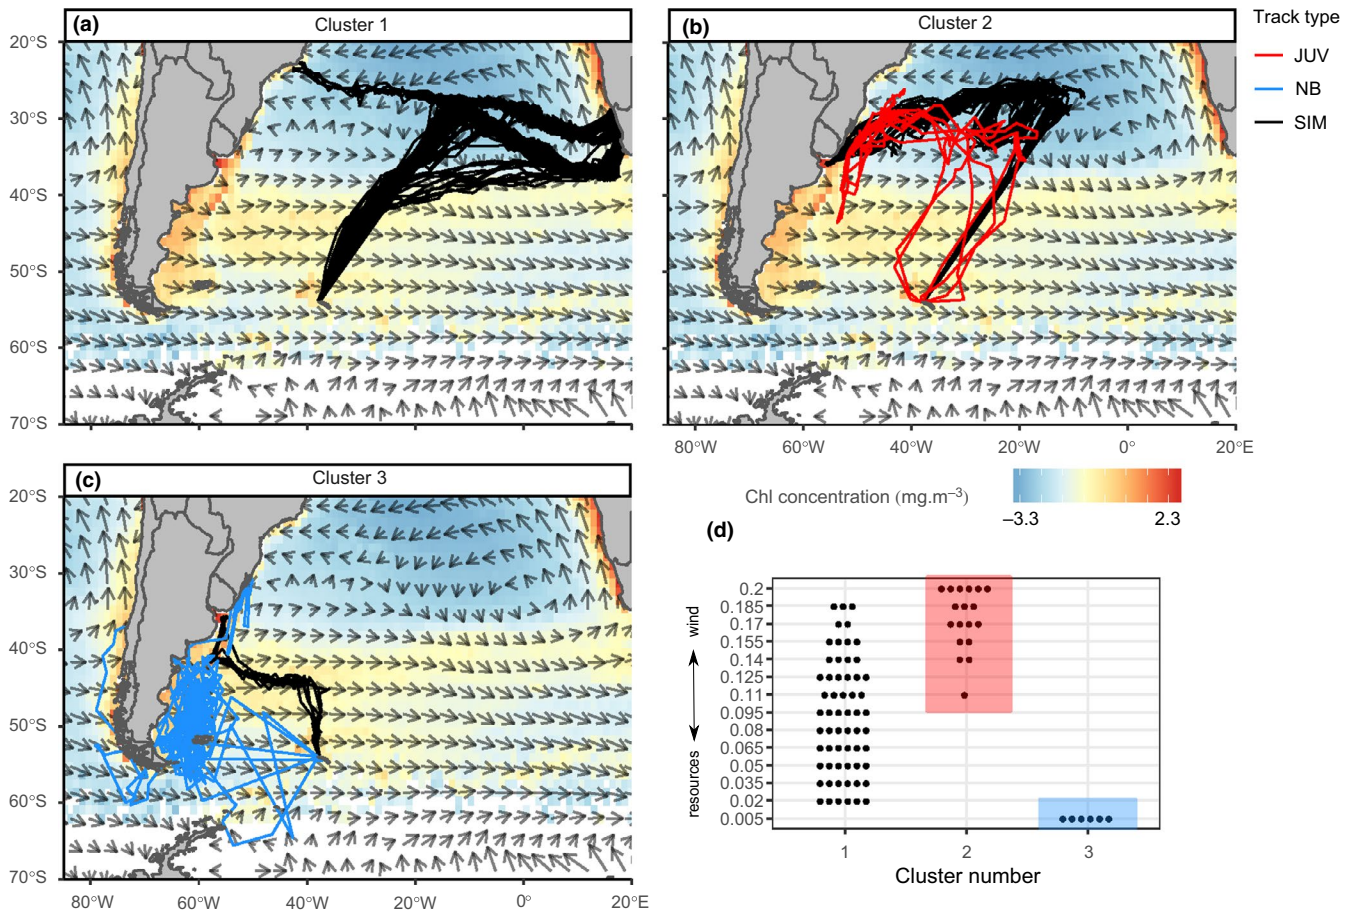 (a)
Cluster 1
20°S
30°S
40°S
50°S
60°S
70°S
(b)
Cluster 2
80°W
60°W
40°W
20°W
0°
20°E
Track type
JUV
NB
SIM
(c)
Cluster 3
20°S
30°S
40°S
50°S
60°S
70°S
80°W
60°W
40°W
20°W
0°
20°E
Chl concentration (mg.m⁻³)
−3.3
2.3
(d)
wind
resources
0.2
0.185
0.17
0.155
0.14
0.125
0.11
0.095
0.08
0.065
0.05
0.035
0.02
0.005
1
2
3
Cluster number